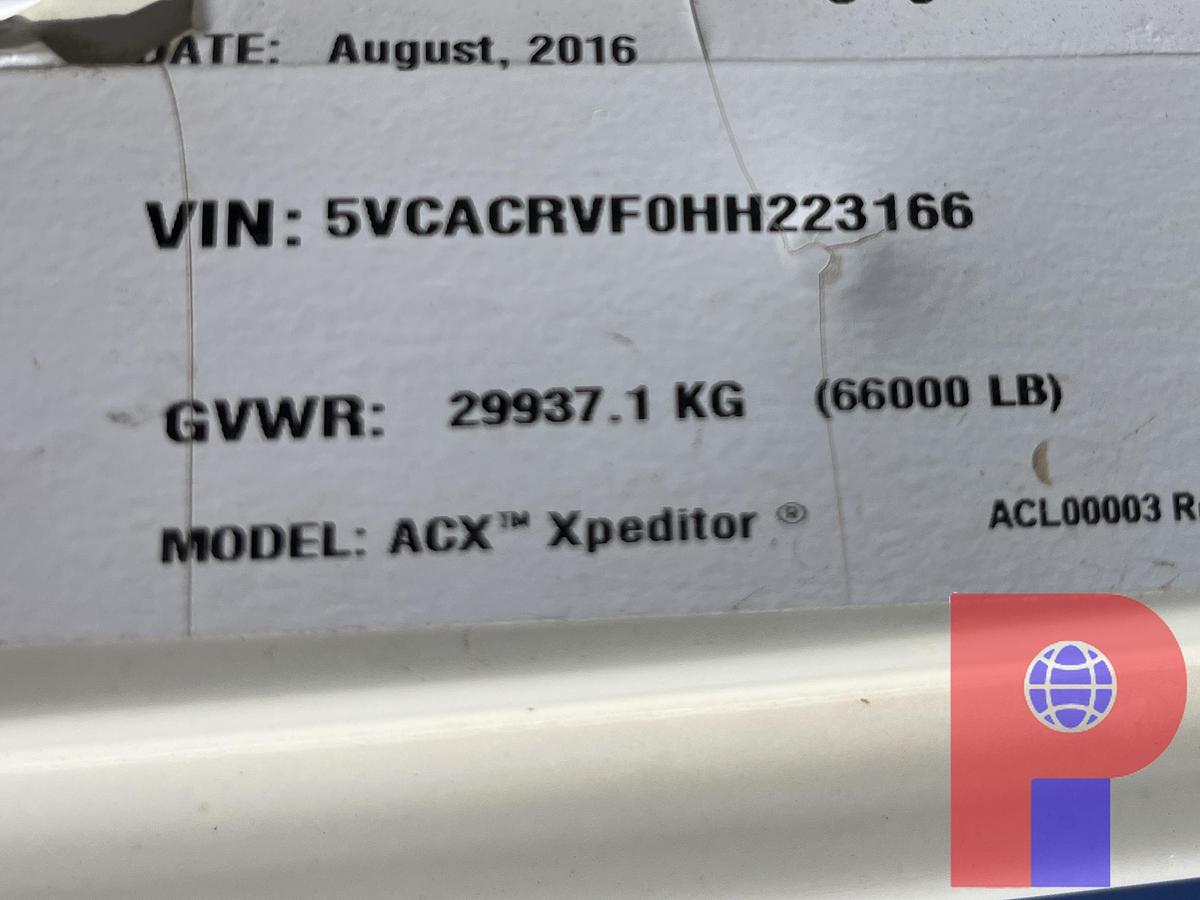 DATE: August, 2016
VIN: 5VCACRVF0HH223166
GVWR: 29937.1 KG (66000 LB)
MODEL: ACX™ Xpeditor ®
ACL00003